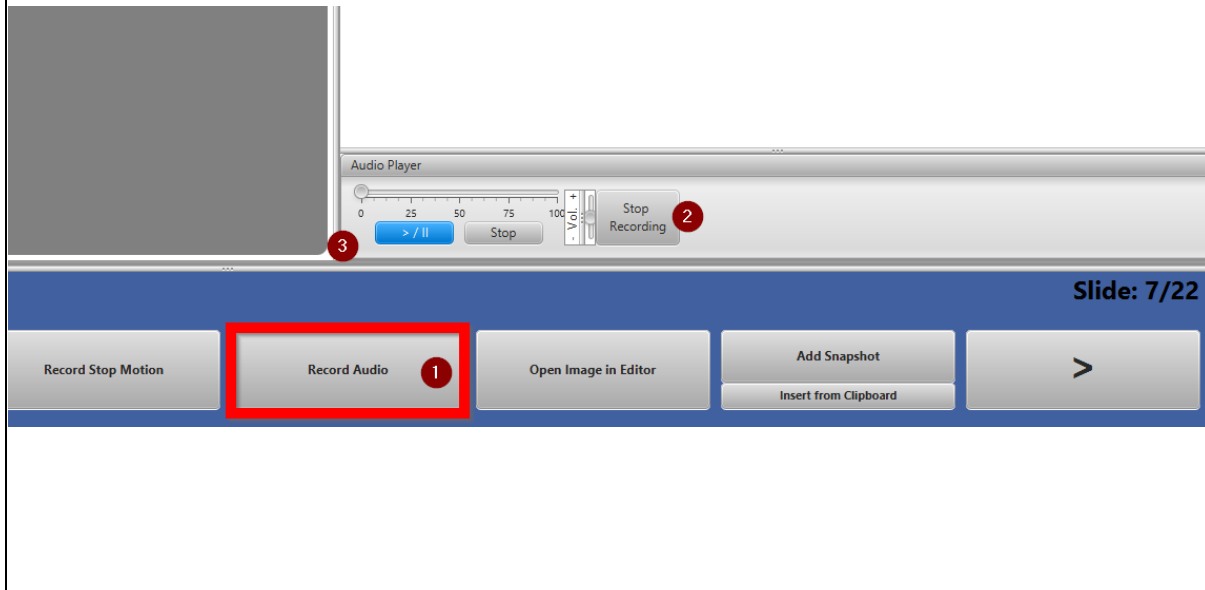 Audio Player
0 25 50 75 100
- Vol. +
> / II
Stop
Stop
Recording
2
3
Slide: 7/22
Record Stop Motion
Record Audio
1
Open Image in Editor
Add Snapshot
Insert from Clipboard
>